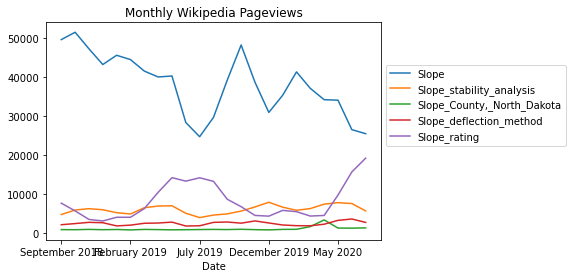 Monthly Wikipedia Pageviews
50000
40000
30000
20000
10000
0
Slope
Slope_stability_analysis
Slope_County,_North_Dakota
Slope_deflection_method
Slope_rating
September 2018 February 2019 July 2019 December 2019 May 2020
Date